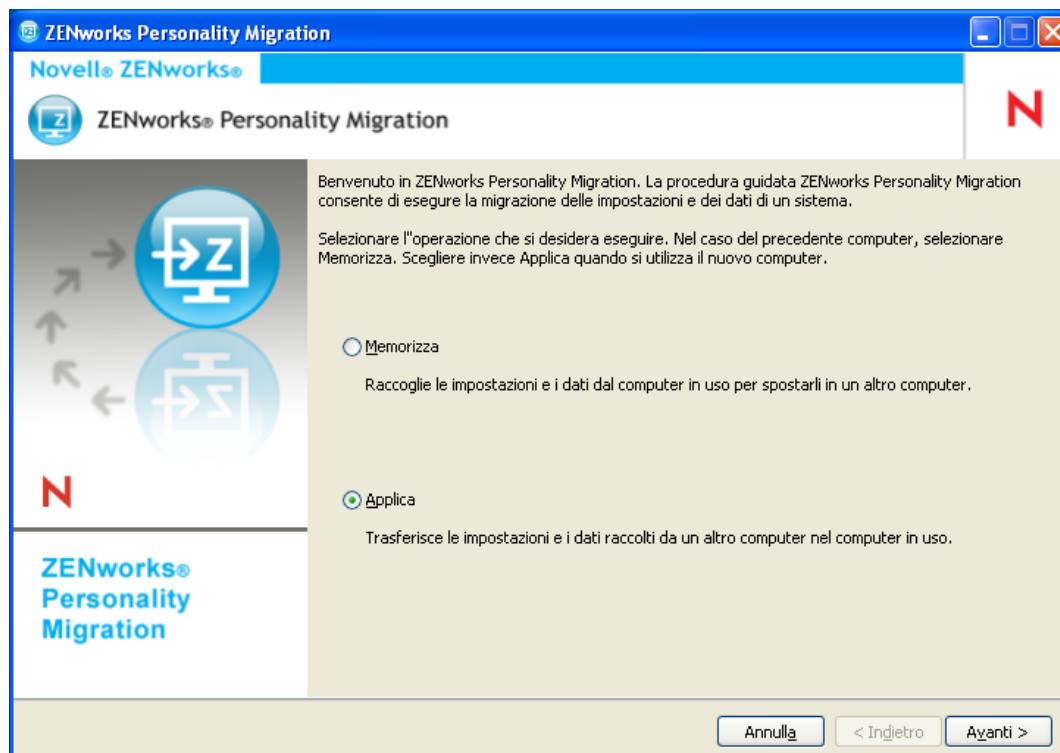 ZENworks Personality Migration
Novell® ZENworks®
ZENworks® Personality Migration
N
Benvenuto in ZENworks Personality Migration. La procedura guidata ZENworks Personality Migration
consente di esegure la migrazione delle impostazioni e dei dati di un sistema.
Selezionare l"operazione che si desidera eseguire. Nel caso del precedente computer, selezionare
Memorizza. Scegliere invece Applica quando si utilizza il nuovo computer.
Z
Memorizza
Raccoglie le impostazioni e i dati dal computer in uso per spostarli in un altro computer.
N
Applica
Trasferisce le impostazioni e i dati raccolti da un altro computer nel computer in uso.
ZENworks®
Personality
Migration
Annulla
< Indietro
Avanti >